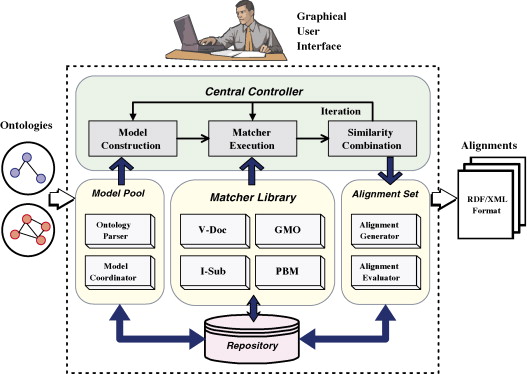 Graphical
User
Interface
Central Controller
Iteration
Model
Construction
Matcher
Execution
Similarity
Combination
Ontologies
Alignments
Model Pool
Matcher Library
Alignment Set
Ontology
Parser
V-Doc
GMO
Alignment
Generator
RDF/XML
Format
Model
Coordinator
I-Sub
PBM
Alignment
Evaluator
Repository